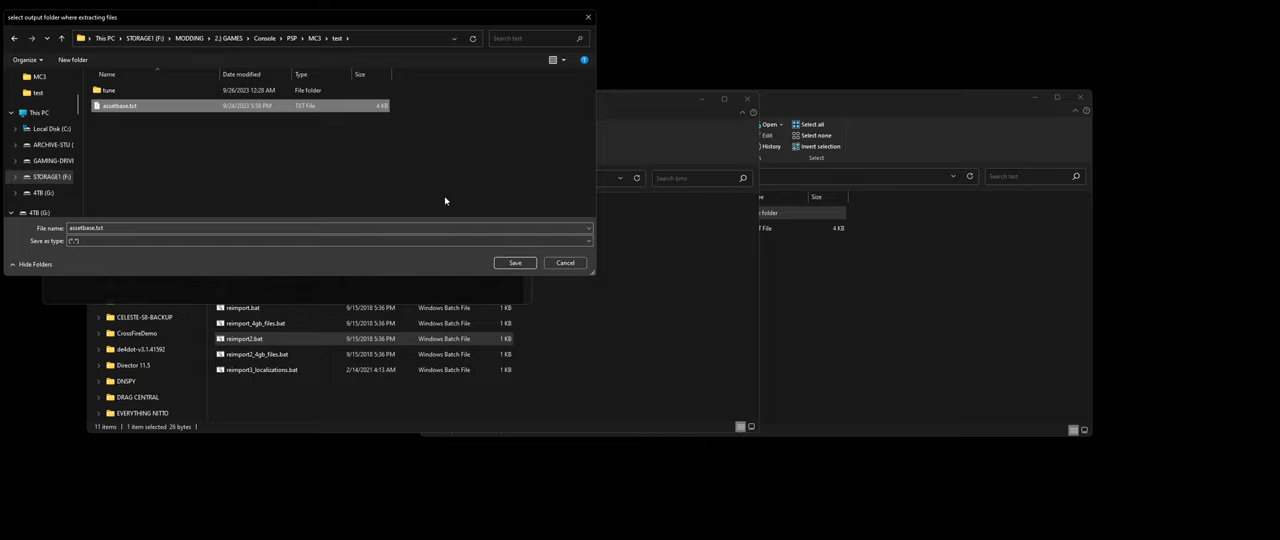 select output folder where extracting files
This PC > STORAGE1 (F:) > MODDING > 2.) GAMES > Console > PSP > MC3 > test >
Search test
Organize
New folder
MC3
test
This PC
Local Disk (C:)
ARCHIVE-STU (
GAMING-DRIVI
STORAGE1 (F:)
4TB (G:)
4TB (G:)
Name Date modified Type Size
tune 9/26/2023 12:28 AM File folder
assetbase.txt 9/24/2023 5:59 PM TXT File 4 KB
File name: assetbase.txt
Save as type: (*.*)
Hide Folders
Save
Cancel
Search bms
Open
Edit
History
Select all
Select none
Invert selection
Select
Search test
Size
folder
File 4 KB
CELESTE-S8-BACKUP
CrossFireDemo
de4dot-v3.1.41592
Director 11.5
DNSPY
DRAG CENTRAL
EVERYTHING NITTO
reimport.bat 9/15/2018 5:36 PM Windows Batch File 1 KB
reimport_4gb_files.bat 9/15/2018 5:36 PM Windows Batch File 1 KB
reimport2.bat 9/15/2018 5:36 PM Windows Batch File 1 KB
reimport2_4gb_files.bat 9/15/2018 5:36 PM Windows Batch File 1 KB
reimport3_localizations.bat 2/14/2021 4:13 AM Windows Batch File 1 KB
11 items 1 item selected 26 bytes